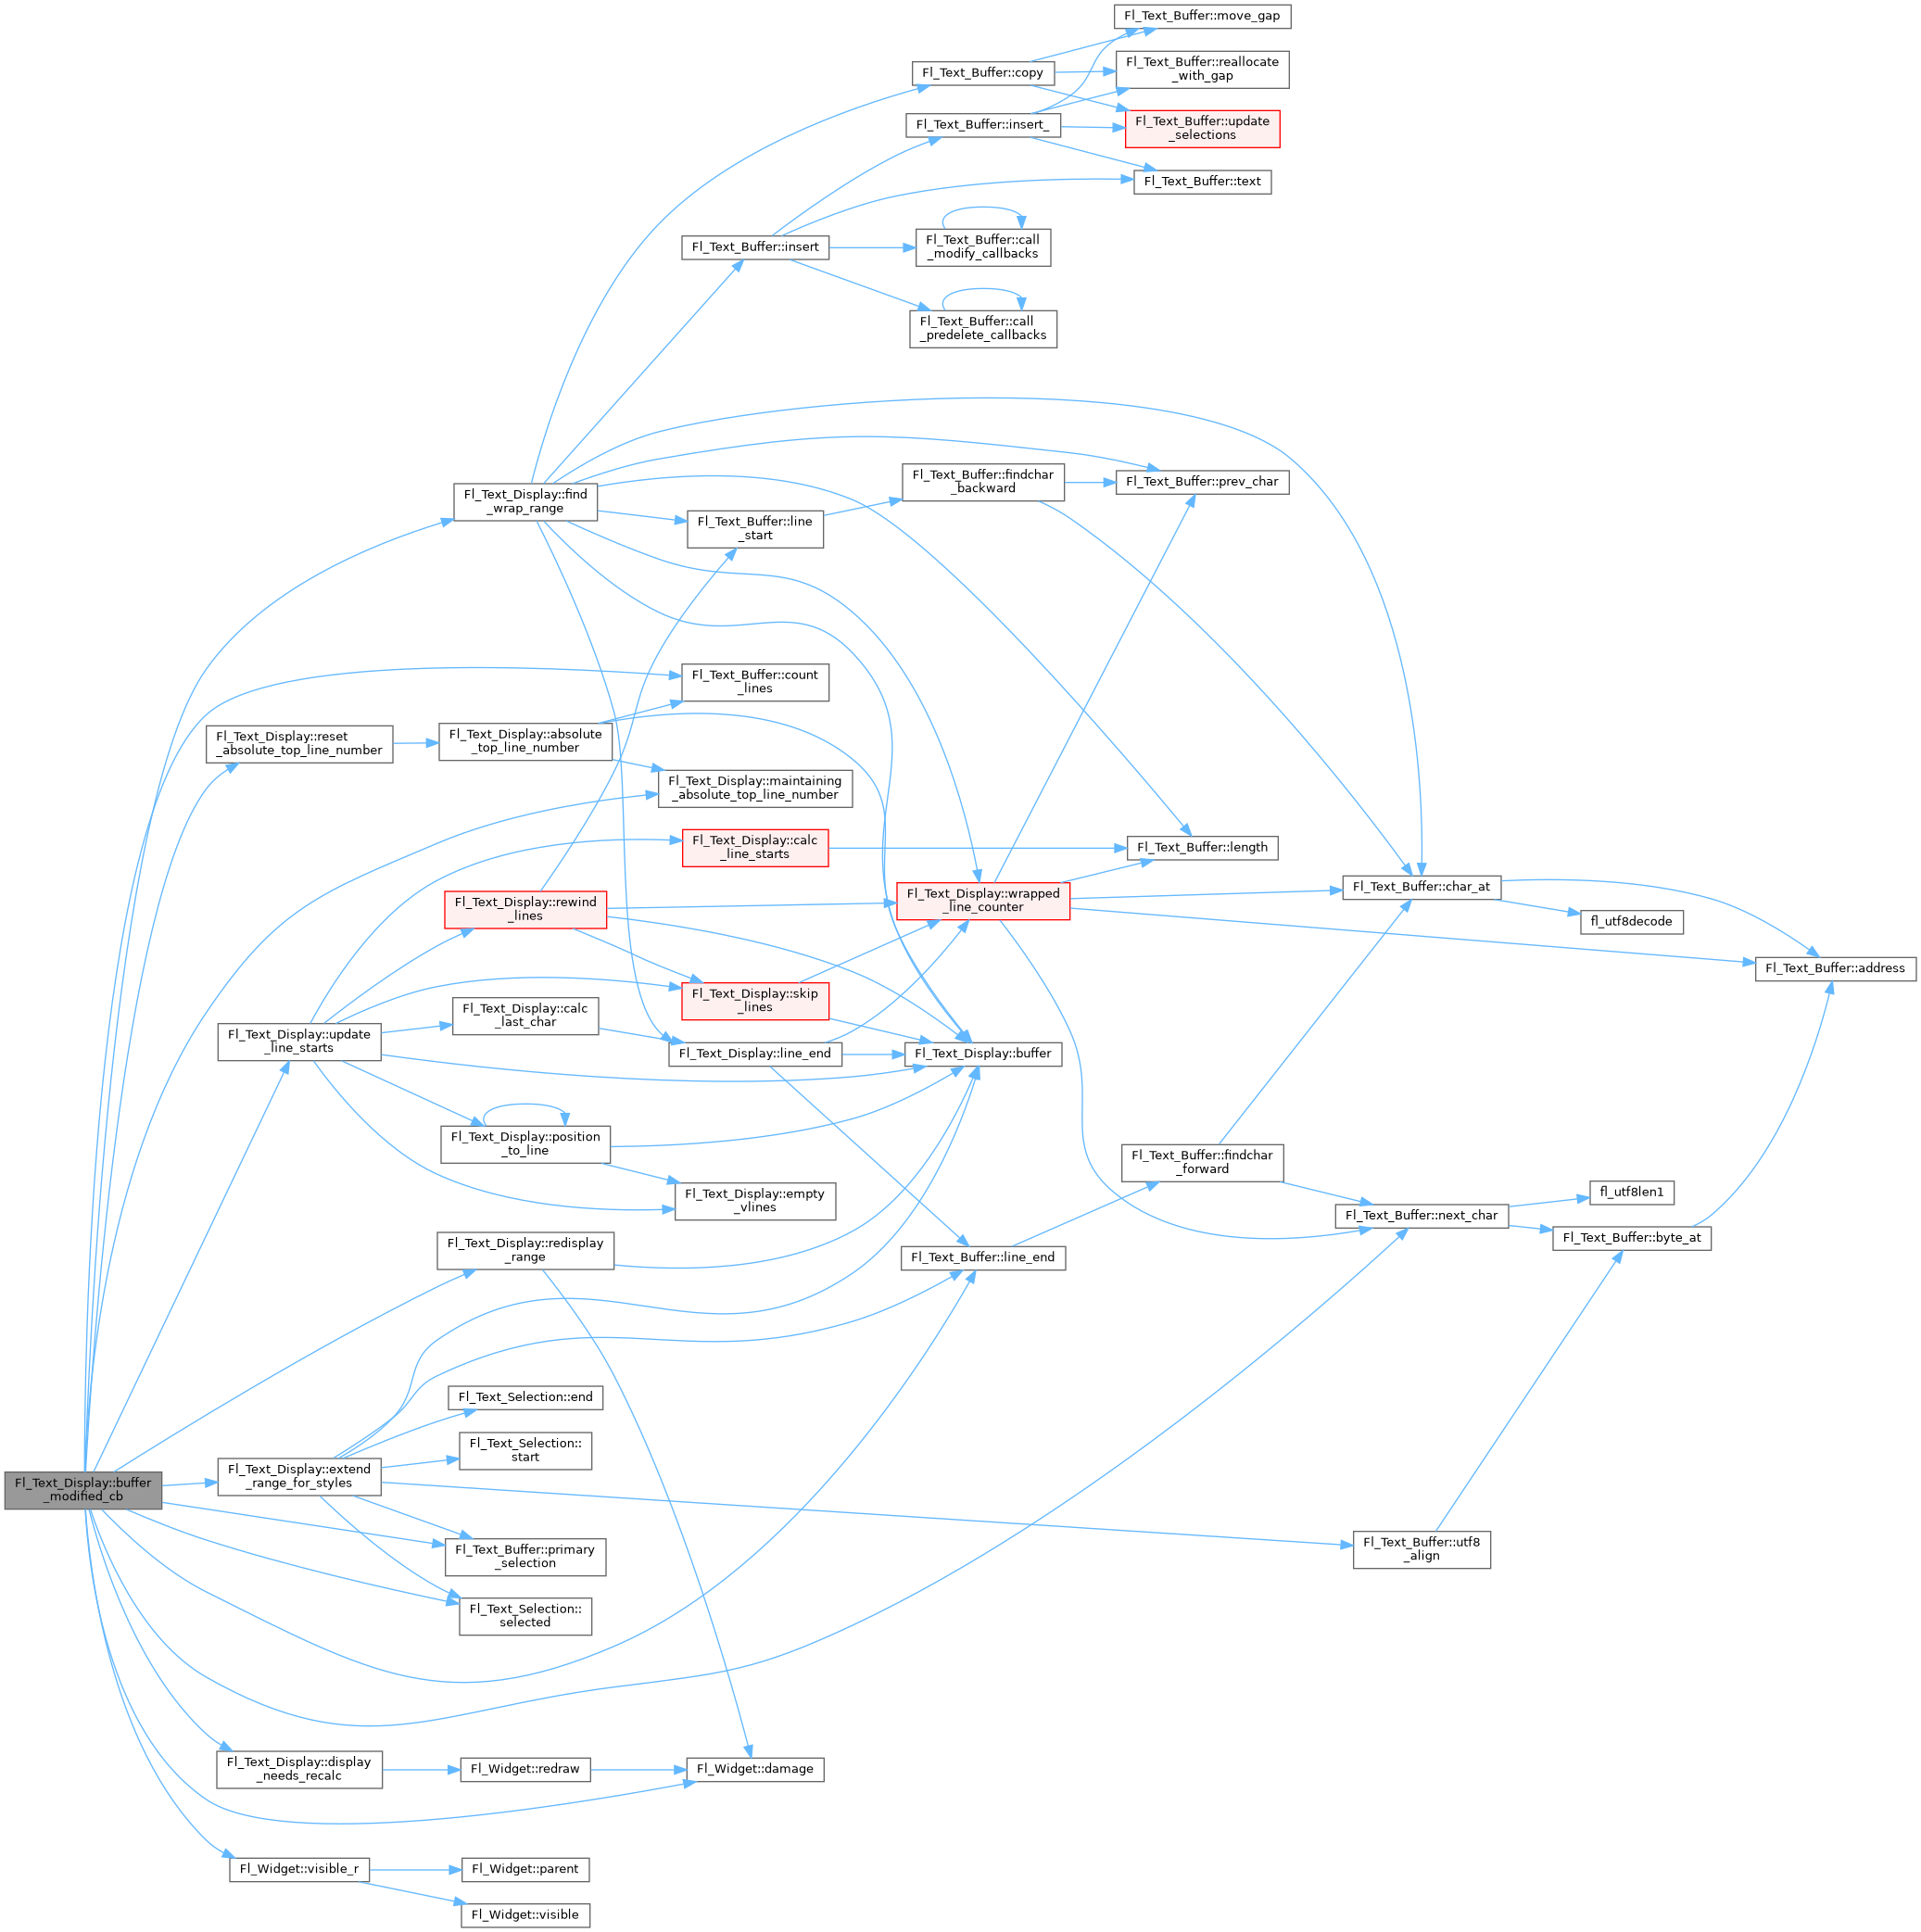 Fl_Text_Buffer::move_gap
Fl_Text_Buffer::copy
Fl_Text_Buffer::reallocate
_with_gap
Fl_Text_Buffer::insert_
Fl_Text_Buffer::update
_selections
Fl_Text_Buffer::text
Fl_Text_Buffer::insert
Fl_Text_Buffer::call
_modify_callbacks
Fl_Text_Buffer::call
_predelete_callbacks
Fl_Text_Display::find
_wrap_range
Fl_Text_Buffer::findchar
_backward
Fl_Text_Buffer::prev_char
Fl_Text_Buffer::line
_start
Fl_Text_Buffer::count
_lines
Fl_Text_Display::reset
_absolute_top_line_number
Fl_Text_Display::absolute
_top_line_number
Fl_Text_Display::maintaining
_absolute_top_line_number
Fl_Text_Display::calc
_line_starts
Fl_Text_Buffer::length
Fl_Text_Display::rewind
_lines
Fl_Text_Display::wrapped
_line_counter
Fl_Text_Buffer::char_at
fl_utf8decode
Fl_Text_Buffer::address
Fl_Text_Display::skip
_lines
Fl_Text_Display::calc
_last_char
Fl_Text_Display::update
_line_starts
Fl_Text_Display::line_end
Fl_Text_Display::buffer
Fl_Text_Display::position
_to_line
Fl_Text_Buffer::findchar
_forward
Fl_Text_Display::empty
_vlines
fl_utf8len1
Fl_Text_Buffer::next_char
Fl_Text_Buffer::byte_at
Fl_Text_Display::redisplay
_range
Fl_Text_Buffer::line_end
Fl_Text_Selection::end
Fl_Text_Selection::
start
Fl_Text_Display::extend
_range_for_styles
Fl_Text_Display::buffer
_modified_cb
Fl_Text_Buffer::primary
_selection
Fl_Text_Buffer::utf8
_align
Fl_Text_Selection::
selected
Fl_Text_Display::display
_needs_recalc
Fl_Widget::redraw
Fl_Widget::damage
Fl_Widget::visible_r
Fl_Widget::parent
Fl_Widget::visible